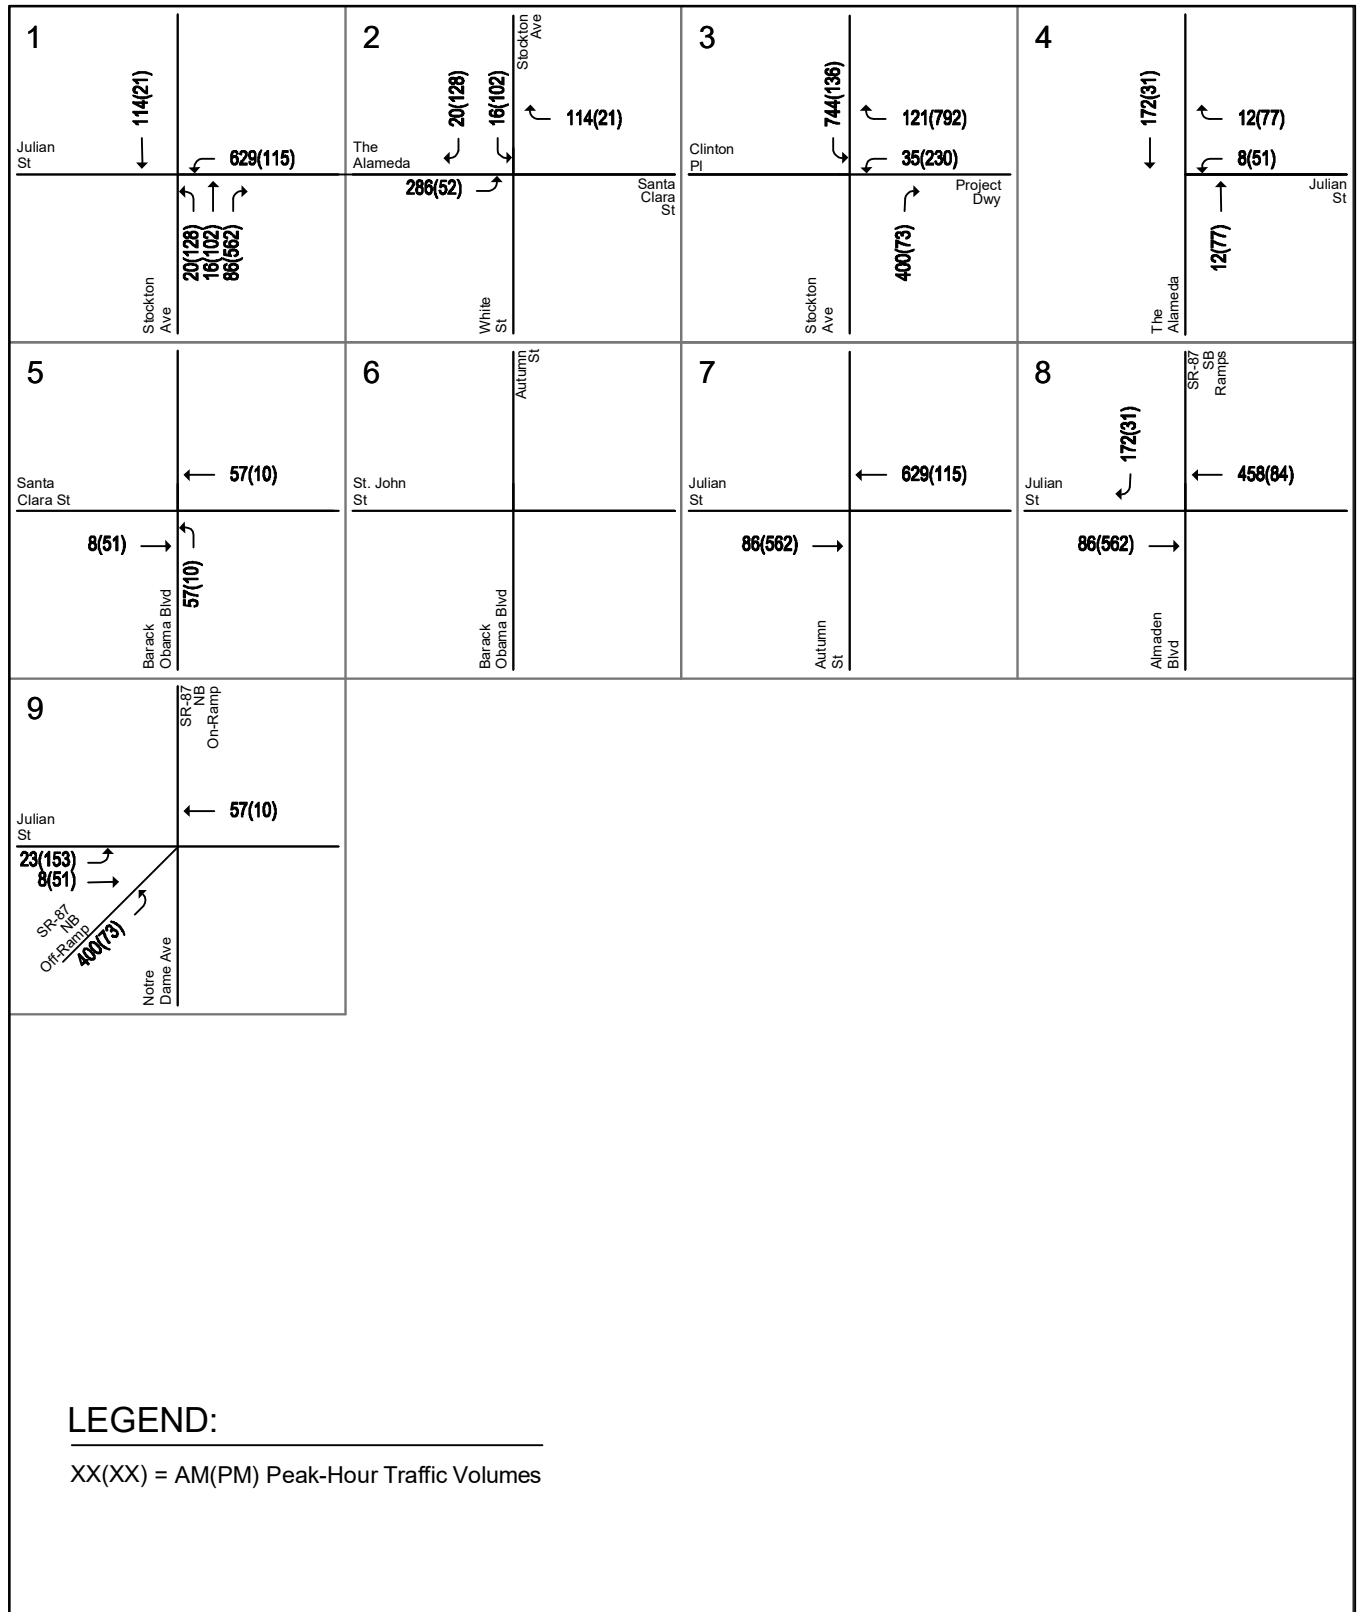 1
114(21)
Julian
St
629(115)
20(128)
16(102)
86(562)
Stockton
Ave
2
Stockton
Ave
20(128)
16(102)
114(21)
The
Alameda
286(52)
Santa
Clara
St
White
St
3
744(136)
121(792)
Clinton
Pl
35(230)
Project
Dwy
400(73)
Stockton
Ave
4
172(31)
12(77)
8(51)
Julian
St
12(77)
The
Alameda
5
57(10)
Santa
Clara St
8(51)
57(10)
Barack
Obama Blvd
6
Autumn
St
St. John
St
Barack
Obama Blvd
7
629(115)
Julian
St
86(562)
Autumn
St
8
SR-87
SB
Ramps
172(31)
458(84)
Julian
St
86(562)
Almaden
Blvd
9
SR-87
NB
On-Ramp
57(10)
Julian
St
23(153)
8(51)
SR-87
NB
Off-Ramp
400(73)
Notre
Dame Ave
LEGEND:
XX(XX) = AM(PM) Peak-Hour Traffic Volumes